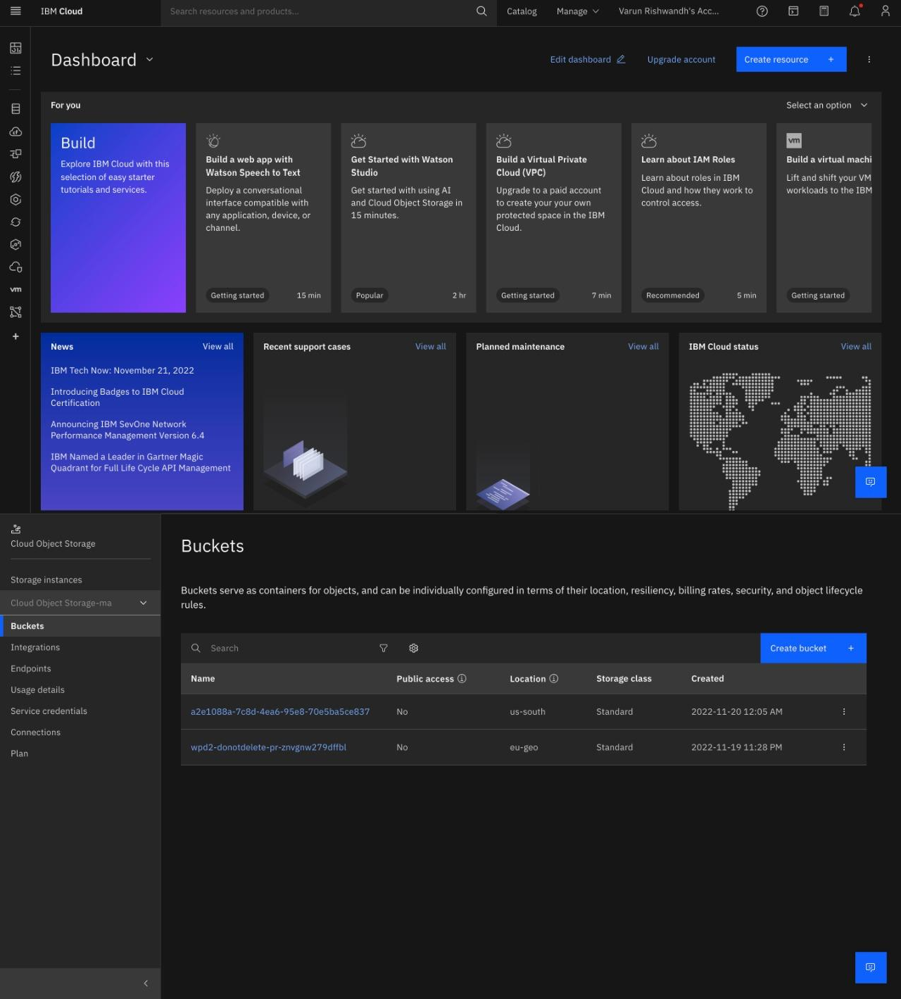 IBM Cloud
Search resources and products...
Catalog
Manage
Varun Rishwandh's Acc...
Dashboard
Edit dashboard
Upgrade account
Create resource +
For you
Select an option
Build
Explore IBM Cloud with this
selection of easy starter
tutorials and services.
Build a web app with
Watson Speech to Text
Deploy a conversational
interface compatible with
any application, device, or
channel.
Getting started
15 min
Get Started with Watson
Studio
Get started with using AI
and Cloud Object Storage in
15 minutes.
Popular
2 hr
Build a Virtual Private
Cloud (VPC)
Upgrade to a paid account
to create your your own
protected space in the IBM
Cloud.
Getting started
7 min
Learn about IAM Roles
Learn about roles in IBM
Cloud and how they work to
control access.
Recommended
5 min
vm
Build a virtual machi
Lift and shift your VM
workloads to the IBM
Getting started
vm
News
View all
IBM Tech Now: November 21, 2022
Introducing Badges to IBM Cloud
Certification
Announcing IBM SevOne Network
Performance Management Version 6.4
IBM Named a Leader in Gartner Magic
Quadrant for Full Life Cycle API Management
Recent support cases
View all
Planned maintenance
View all
IBM Cloud status
View all
Cloud Object Storage
Storage instances
Cloud Object Storage-ma
Buckets
Integrations
Endpoints
Usage details
Service credentials
Connections
Plan
Buckets
Buckets serve as containers for objects, and can be individually configured in terms of their location, resiliency, billing rates, security, and object lifecycle
rules.
Search
Create bucket +
Name Public access Location Storage class Created
a2e1088a-7c8d-4ea6-95e8-70e5ba5ce837 No us-south Standard 2022-11-20 12:05 AM
wpd2-donotdelete-pr-znvgnw279dffbl No eu-geo Standard 2022-11-19 11:28 PM